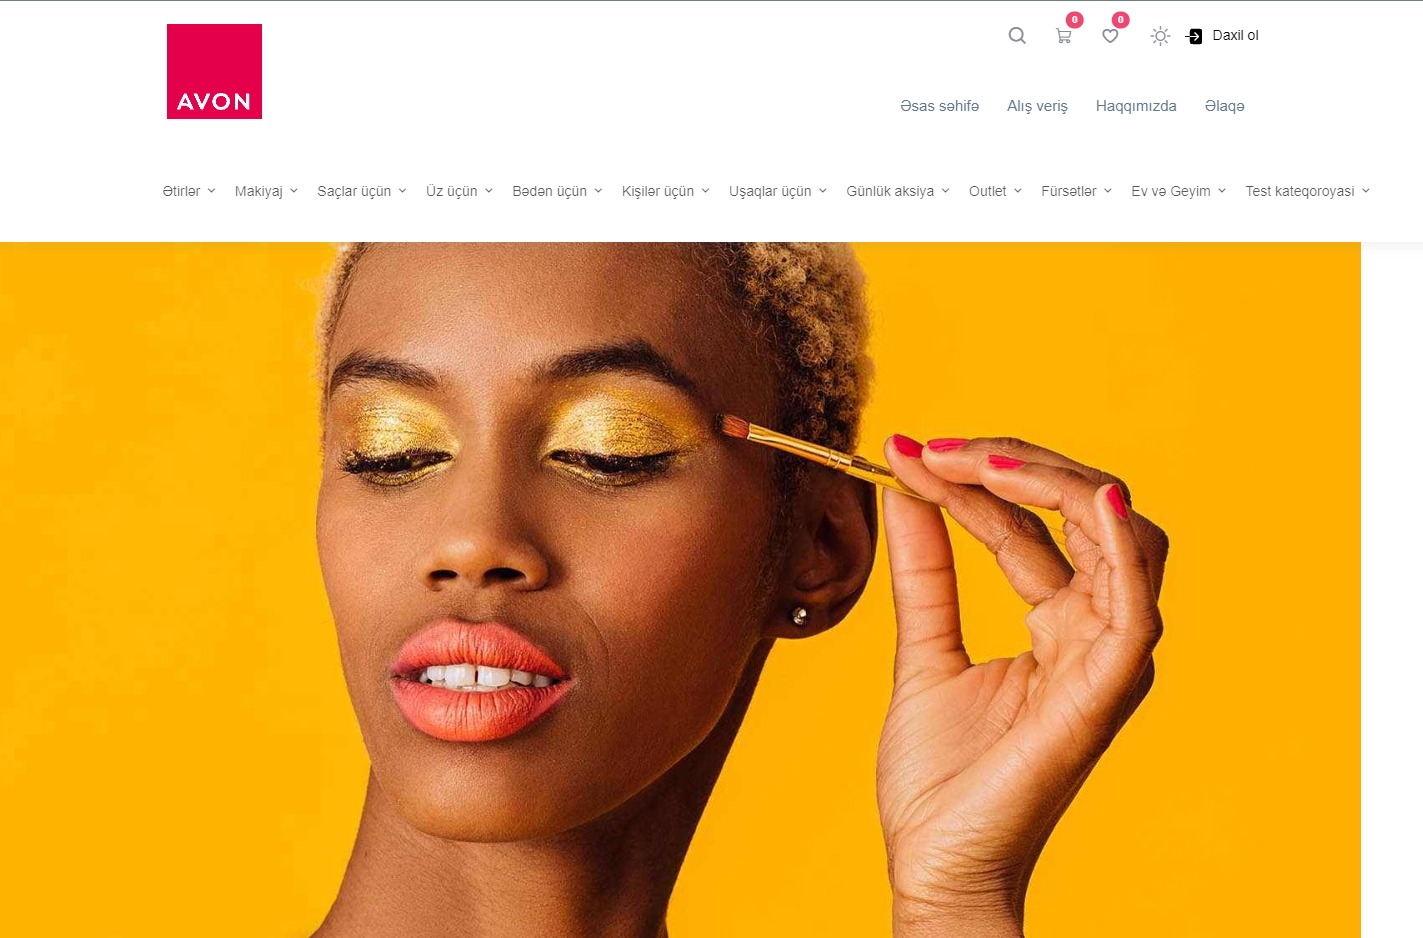 0
0
Daxil ol
AVON
Əsas səhifə Alış veriş Haqqımızda Əlaqə
Ətirlər Makiyaj Saçlar üçün Üz üçün Bədən üçün Kişilər üçün Uşaqlar üçün Günlük aksiya Outlet Fürsətlər Ev və Geyim Test kateqoroyasi